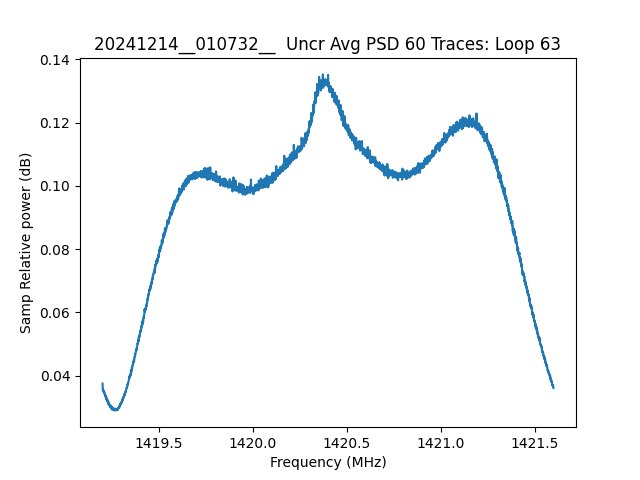 20241214__010732__  Uncr Avg PSD 60 Traces: Loop 63
0.14
0.12
0.10
0.08
0.06
0.04
Samp Relative power (dB)
1419.5 1420.0 1420.5 1421.0 1421.5
Frequency (MHz)